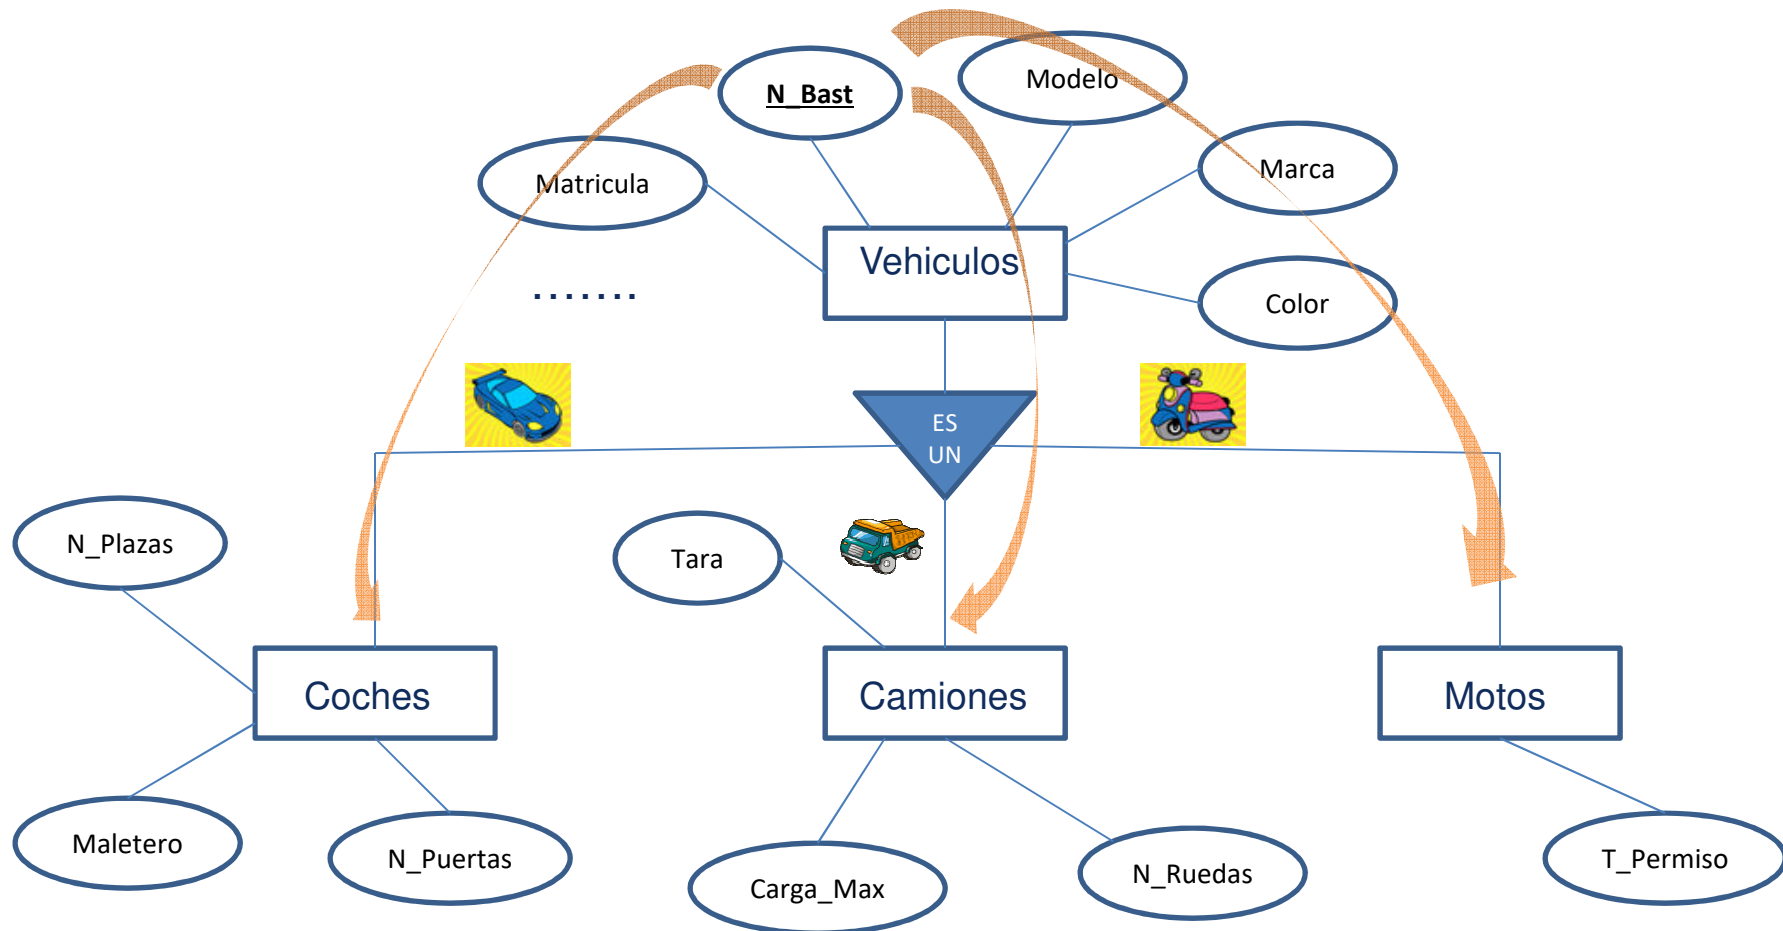 N_Bast
Modelo
Matricula
Marca
Vehiculos
.......
Color
ES
UN
N_Plazas
Tara
Coches
Camiones
Motos
Maletero
N_Puertas
Carga_Max
N_Ruedas
T_Permiso